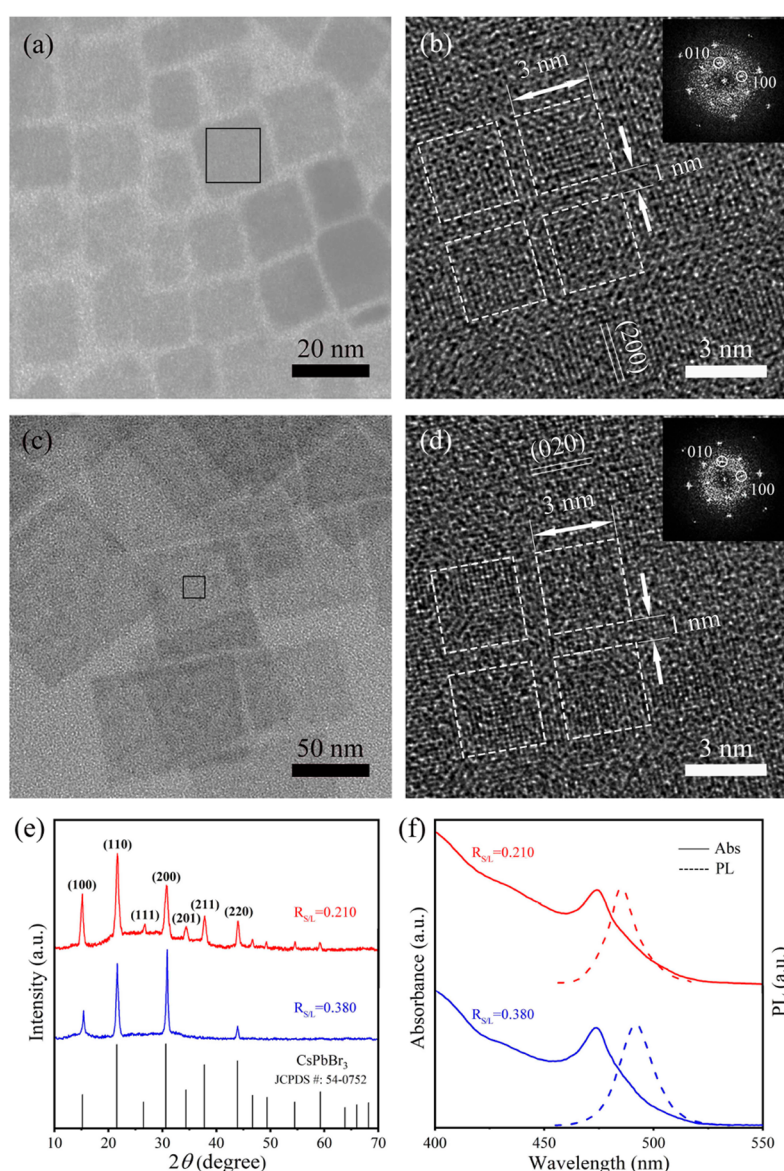 (a)
20 nm
(b)
3 nm
1 nm
(200)
3 nm
010
100
(c)
50 nm
(d)
(020)
3 nm
1 nm
3 nm
010
100
(e)
(100)
(110)
(111)
(200)
(201)
(211)
(220)
R_S/L=0.210
R_S/L=0.380
CsPbBr₃
JCPDS #: 54-0752
Intensity (a.u.)
10 20 30 40 50 60 70
2θ (degree)
(f)
R_S/L=0.210
Abs
PL
R_S/L=0.380
Absorbance (a.u.)
PL (a.u.)
400 450 500 550
Wavelength (nm)